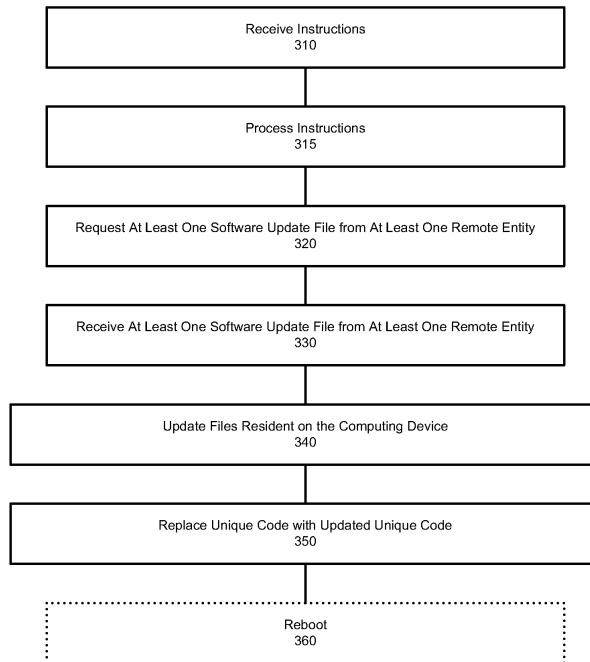 Receive Instructions
310
Process Instructions
315
Request At Least One Software Update File from At Least One Remote Entity
320
Receive At Least One Software Update File from At Least One Remote Entity
330
Update Files Resident on the Computing Device
340
Replace Unique Code with Updated Unique Code
350
Reboot
360